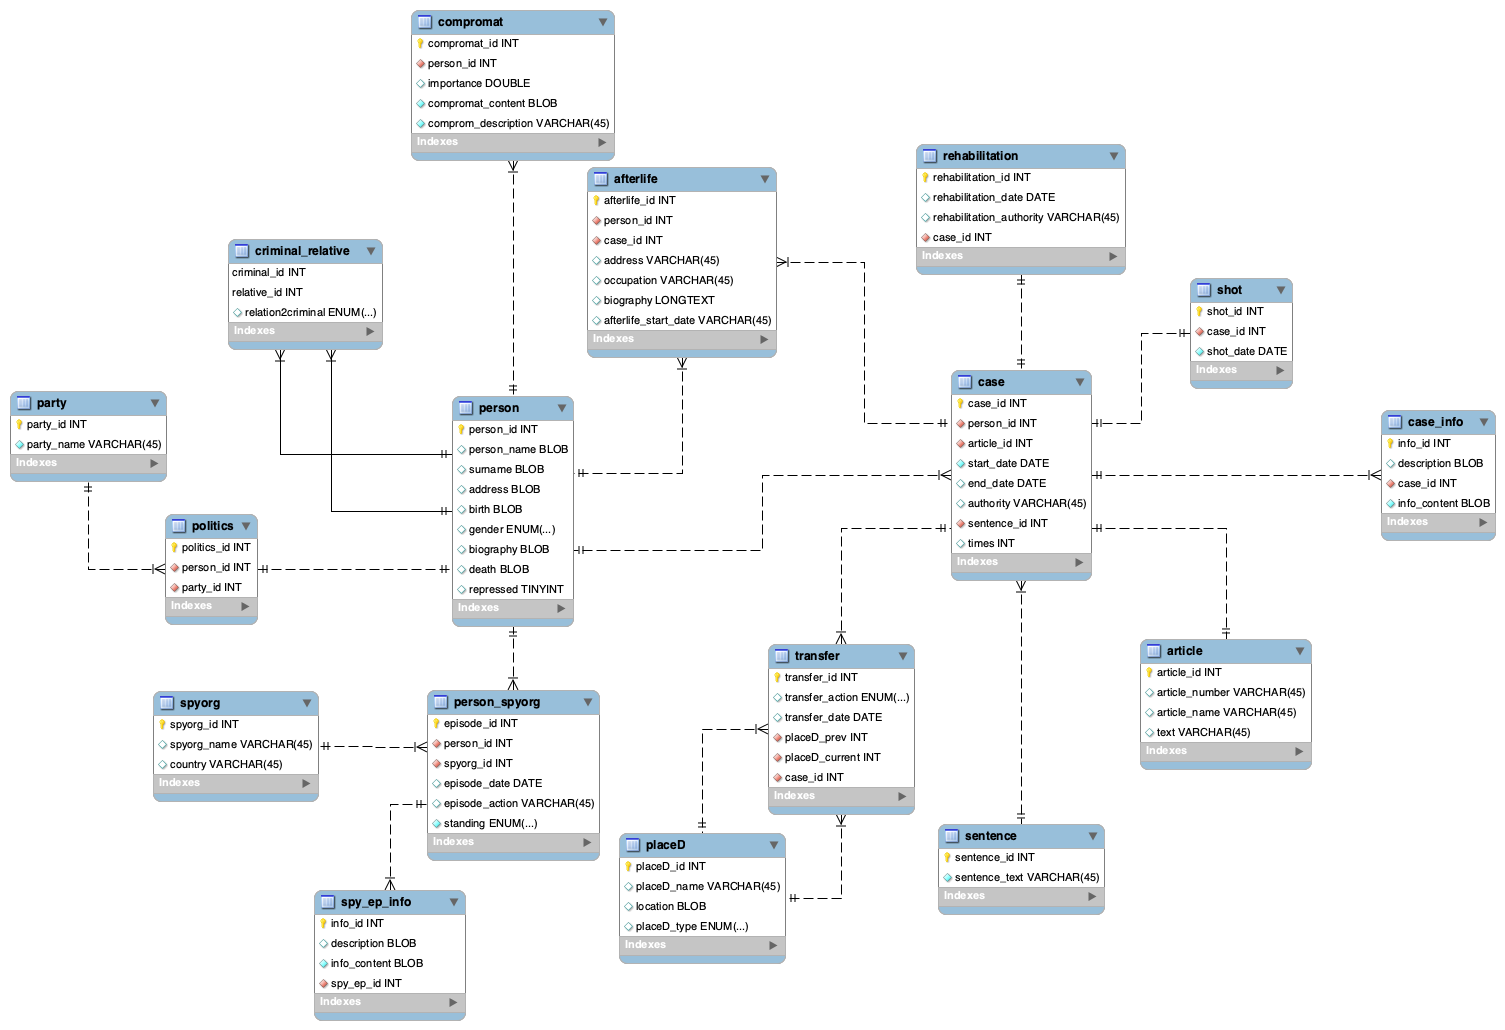 compromat
compromat_id INT
person_id INT
importance DOUBLE
compromat_content BLOB
comprom_description VARCHAR(45)
Indexes
rehabilitation
rehabilitation_id INT
rehabilitation_date DATE
rehabilitation_authority VARCHAR(45)
case_id INT
Indexes
afterlife
afterlife_id INT
person_id INT
case_id INT
address VARCHAR(45)
occupation VARCHAR(45)
biography LONGTEXT
afterlife_start_date VARCHAR(45)
Indexes
criminal_relative
criminal_id INT
relative_id INT
relation2criminal ENUM(...)
Indexes
shot
shot_id INT
case_id INT
shot_date DATE
Indexes
party
party_id INT
party_name VARCHAR(45)
Indexes
person
person_id INT
person_name BLOB
surname BLOB
address BLOB
birth BLOB
gender ENUM(...)
biography BLOB
death BLOB
repressed TINYINT
Indexes
case
case_id INT
person_id INT
article_id INT
start_date DATE
end_date DATE
authority VARCHAR(45)
sentence_id INT
times INT
Indexes
case_info
info_id INT
description BLOB
case_id INT
info_content BLOB
Indexes
politics
politics_id INT
person_id INT
party_id INT
Indexes
spyorg
spyorg_id INT
spyorg_name VARCHAR(45)
country VARCHAR(45)
Indexes
person_spyorg
episode_id INT
person_id INT
spyorg_id INT
episode_date DATE
episode_action VARCHAR(45)
standing ENUM(...)
Indexes
transfer
transfer_id INT
transfer_action ENUM(...)
transfer_date DATE
placeD_prev INT
placeD_current INT
case_id INT
Indexes
article
article_id INT
article_number VARCHAR(45)
article_name VARCHAR(45)
text VARCHAR(45)
Indexes
spy_ep_info
info_id INT
description BLOB
info_content BLOB
spy_ep_id INT
Indexes
placeD
placeD_id INT
placeD_name VARCHAR(45)
location BLOB
placeD_type ENUM(...)
Indexes
sentence
sentence_id INT
sentence_text VARCHAR(45)
Indexes